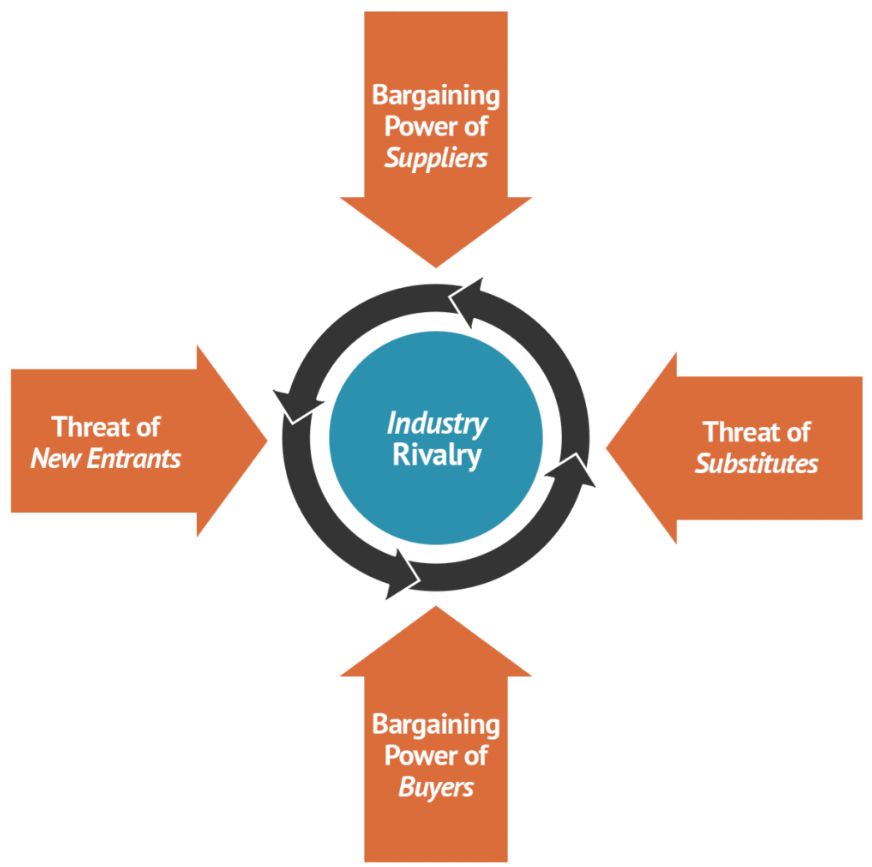 Bargaining
Power of
Suppliers
Threat of
New Entrants
Industry
Rivalry
Threat of
Substitutes
Bargaining
Power of
Buyers